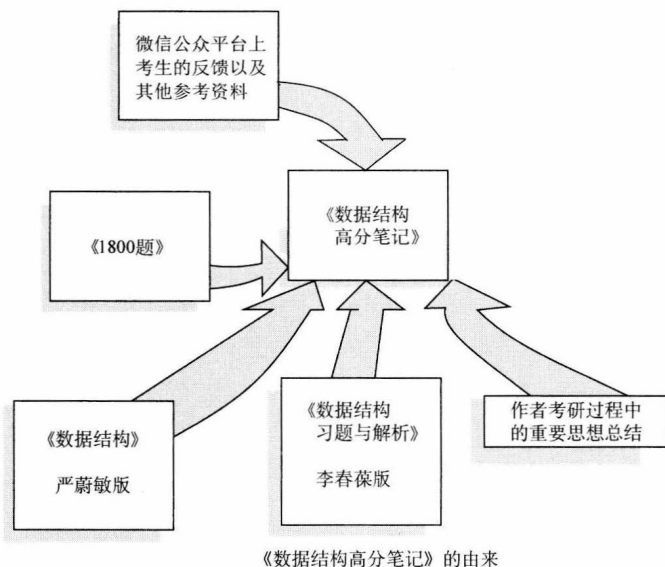 微信公众平台上
考生的反馈以及
其他参考资料
《数据结构
高分笔记》
《1800题》
《数据结构》
严蔚敏版
《数据结构
习题与解析》
李春葆版
作者考研过程中
的重要思想总结
《数据结构高分笔记》的由来